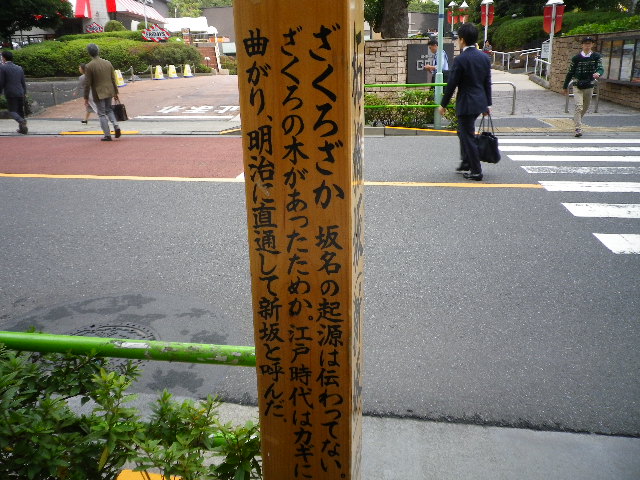 ざくろざか 坂名の起源は伝わってない。
ざくろの木があったためか。江戸時代はカギに
曲がり、明治に直通して新坂と呼んだ。